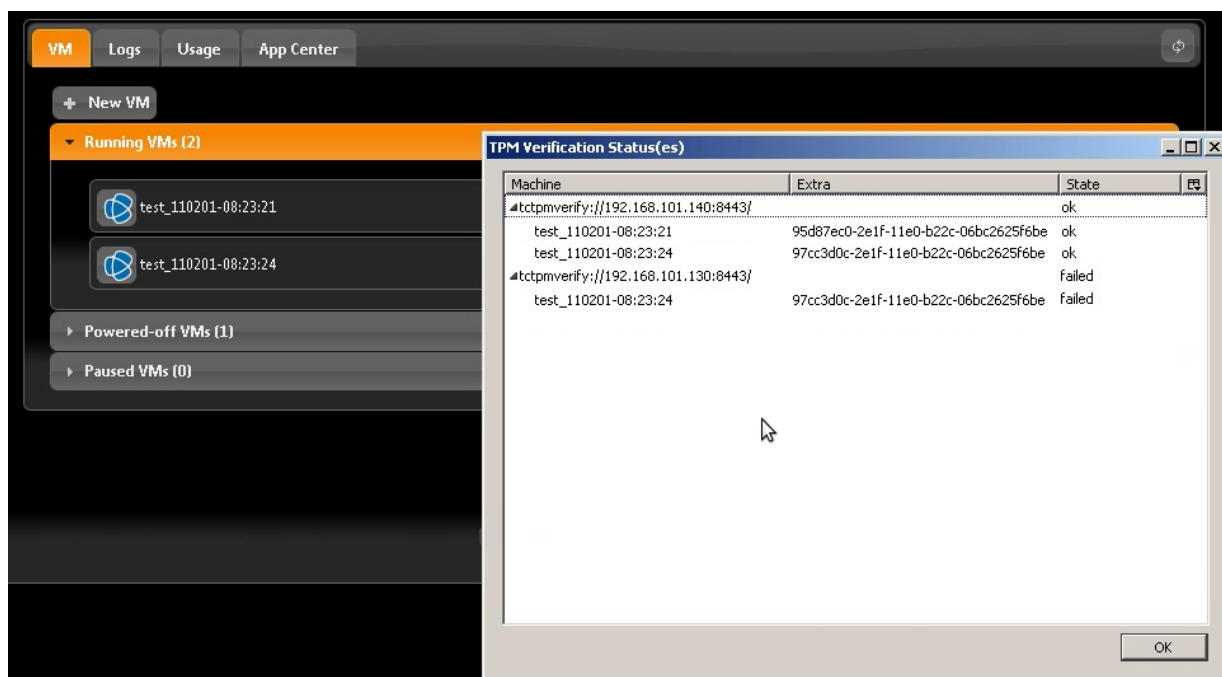 VM Logs Usage App Center
+ New VM
Running VMs (2)
test_110201-08:23:21
test_110201-08:23:24
Powered-off VMs (1)
Paused VMs (0)
TPM Verification Status(es)
Machine Extra State
tctpmverify://192.168.101.140:8443/ ok
test_110201-08:23:21 95d87ec0-2e1f-11e0-b22c-06bc2625f6be ok
test_110201-08:23:24 97cc3d0c-2e1f-11e0-b22c-06bc2625f6be ok
tctpmverify://192.168.101.130:8443/ failed
test_110201-08:23:24 97cc3d0c-2e1f-11e0-b22c-06bc2625f6be failed
OK